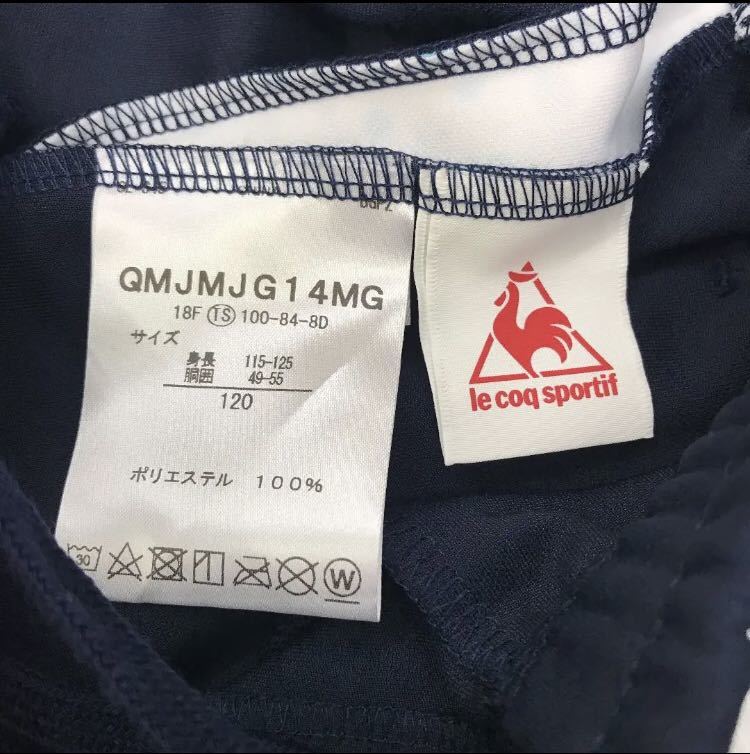 QMJMJG14MG
18F TS 100-84-8D
サイズ
身長 115-125
胴囲 49-55
120
ポリエステル 100%
30
W
le coq sportif